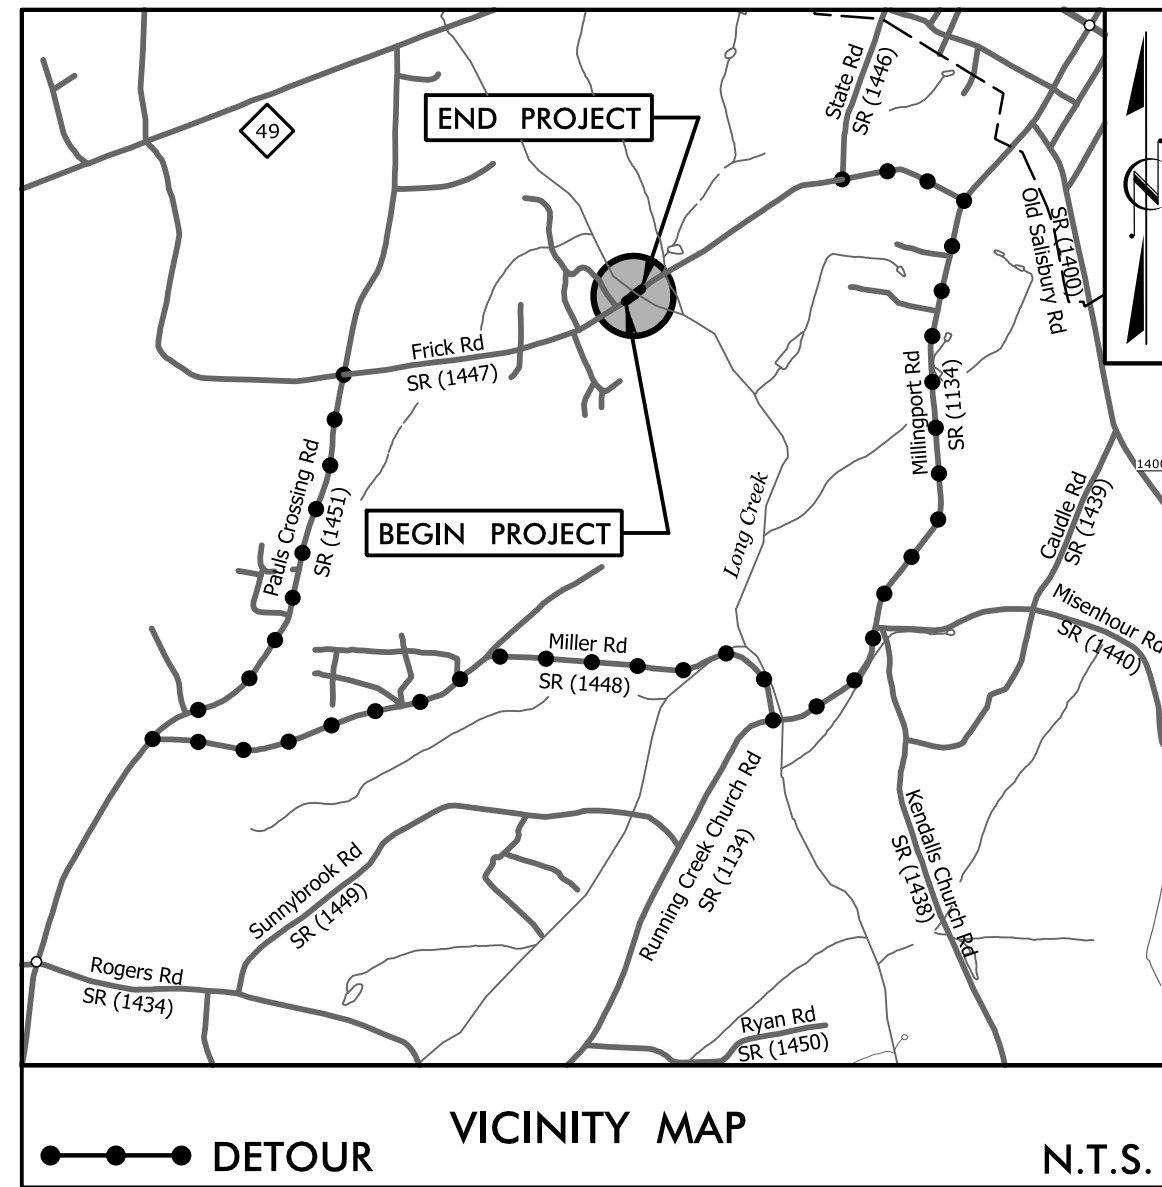 State Rd
SR (1446)
49
END PROJECT
SR (1400)
Old Salisbury Rd
Frick Rd
SR (1447)
Millingport Rd
SR (1134)
Pauls Crossing Rd
SR (1451)
1400
BEGIN PROJECT
Long Creek
Caudle Rd
SR (1439)
Misenhour Rd
SR (1440)
Miller Rd
SR (1448)
Running Creek Church Rd
SR (1134)
Kendalls Church Rd
SR (1438)
Sunnybrook Rd
SR (1449)
Rogers Rd
SR (1434)
Ryan Rd
SR (1450)
VICINITY MAP
DETOUR
N.T.S.